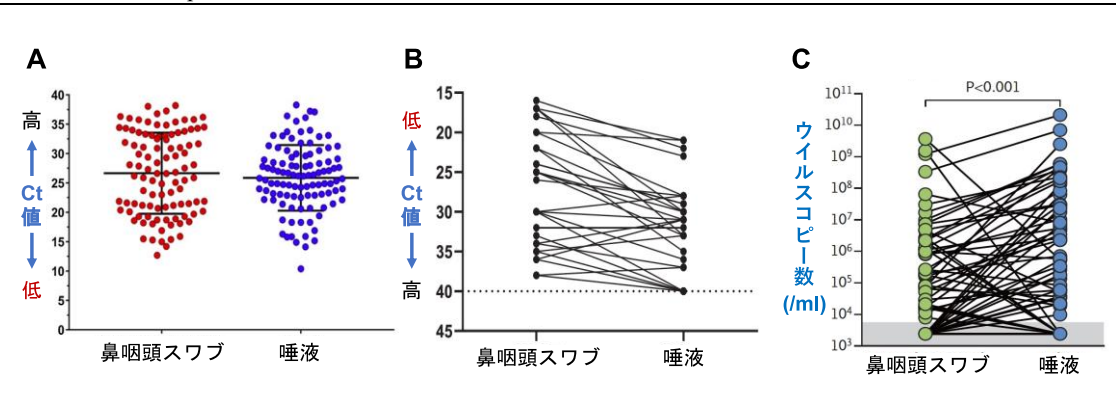 A
高
Ct
値
低
40
35
30
25
20
15
10
5
0
鼻咽頭スワブ
唾液
B
低
Ct
値
高
15
20
25
30
35
40
45
鼻咽頭スワブ
唾液
C
ウイルスコピー数
(/ml)
P<0.001
10¹¹
10¹⁰
10⁹
10⁸
10⁷
10⁶
10⁵
10⁴
10³
鼻咽頭スワブ
唾液